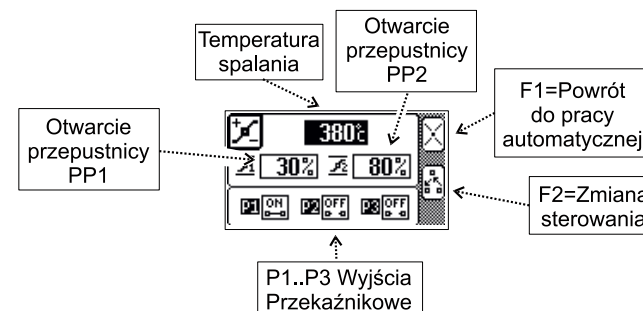 Temperatura
spalania
Otwarcie
przepustnicy
PP2
F1=Powrót
do pracy
automatycznej
Otwarcie
przepustnicy
PP1
380°C
30% 80%
P1 ON P2 OFF P3 OFF
F2=Zmiana
sterowania
P1..P3 Wyjścia
Przekaźnikowe